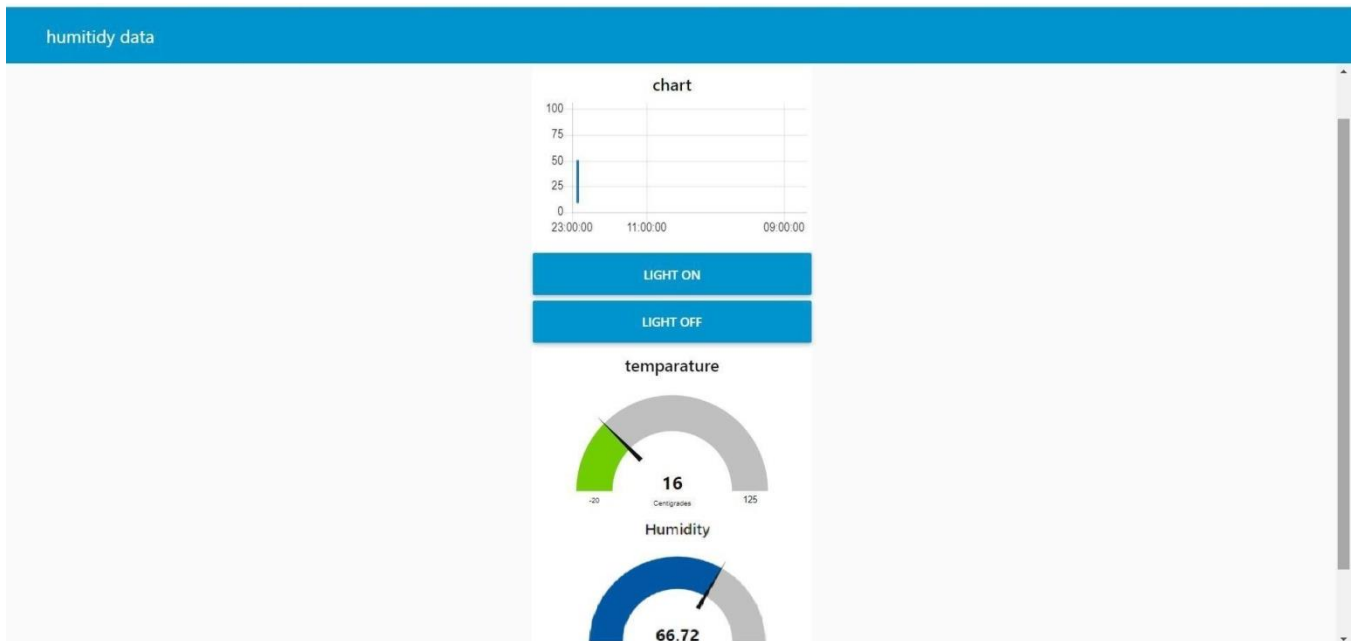 humitidy data
chart
100
75
50
25
0
23:00:00 11:00:00 09:00:00
LIGHT ON
LIGHT OFF
temparature
16
Centigrades
-20 125
Humidity
66.72